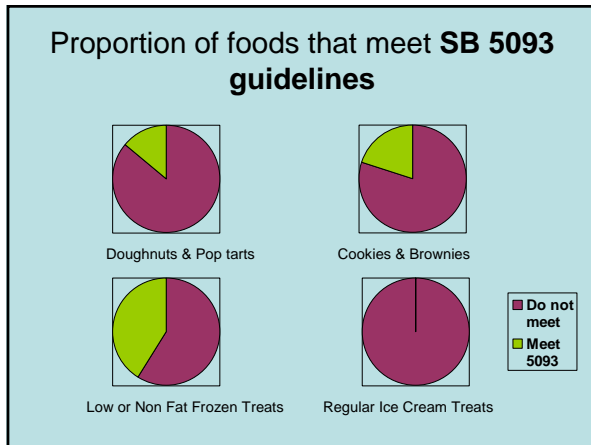 Proportion of foods that meet SB 5093
guidelines
Doughnuts & Pop tarts
Cookies & Brownies
Low or Non Fat Frozen Treats
Regular Ice Cream Treats
Do not
meet
Meet
5093